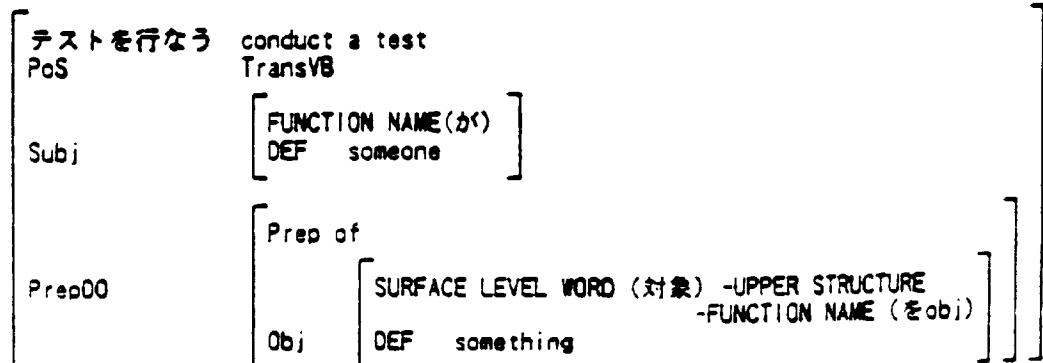 テストを行なう conduct a test
PoS TransVB
FUNCTION NAME(が)
Subj DEF someone
Prep of
PrepOO SURFACE LEVEL WORD (対象) -UPPER STRUCTURE
-FUNCTION NAME (をobj)
Obj DEF something